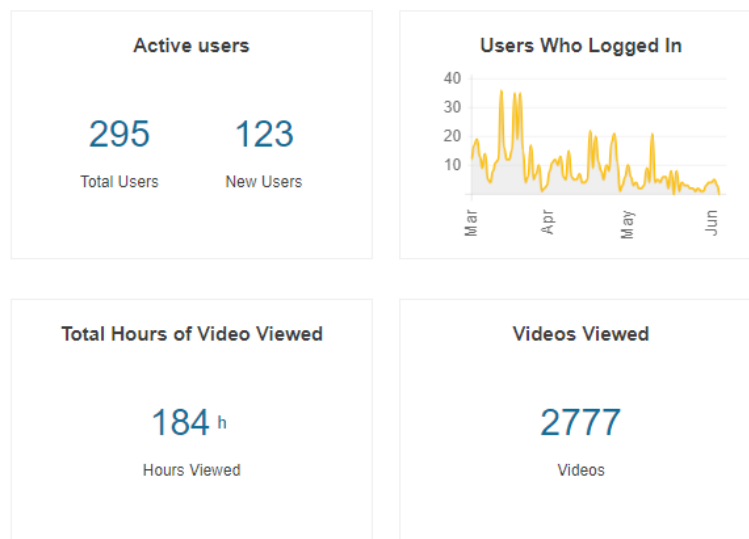 Active users
295
123
Total Users
New Users
Users Who Logged In
40
30
20
10
Mar
Apr
May
Jun
Total Hours of Video Viewed
184 h
Hours Viewed
Videos Viewed
2777
Videos